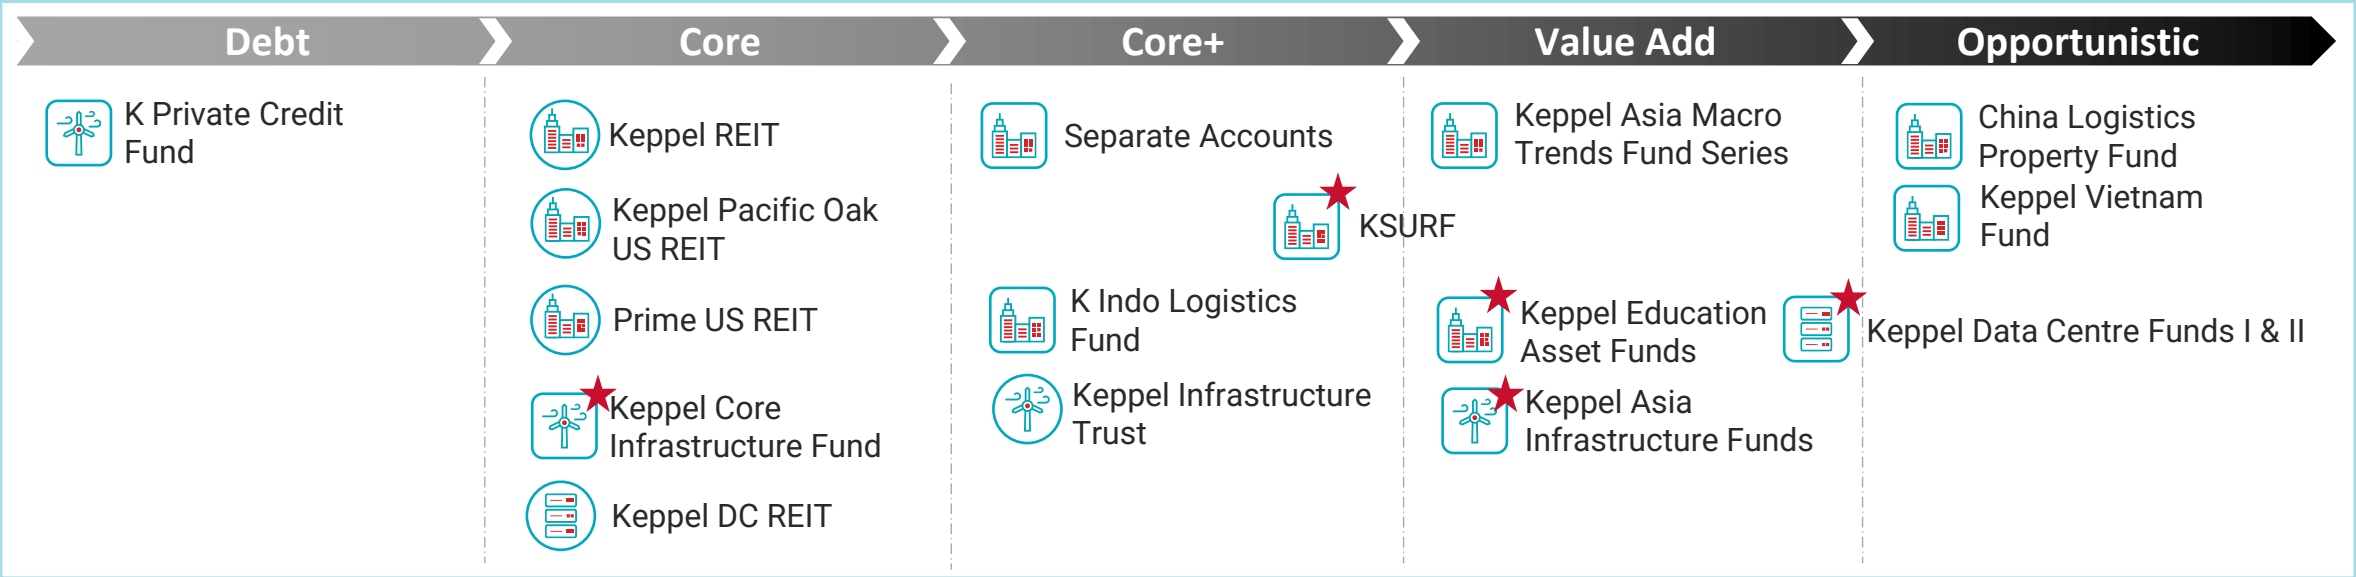 Debt
Core
Core+
Value Add
Opportunistic
K Private Credit
Fund
Keppel REIT
Keppel Pacific Oak
US REIT
Prime US REIT
Keppel Core
Infrastructure Fund
Keppel DC REIT
Separate Accounts
KSURF
K Indo Logistics
Fund
Keppel Infrastructure
Trust
Keppel Asia Macro
Trends Fund Series
Keppel Education
Asset Funds
Keppel Asia
Infrastructure Funds
China Logistics
Property Fund
Keppel Vietnam
Fund
Keppel Data Centre Funds I & II